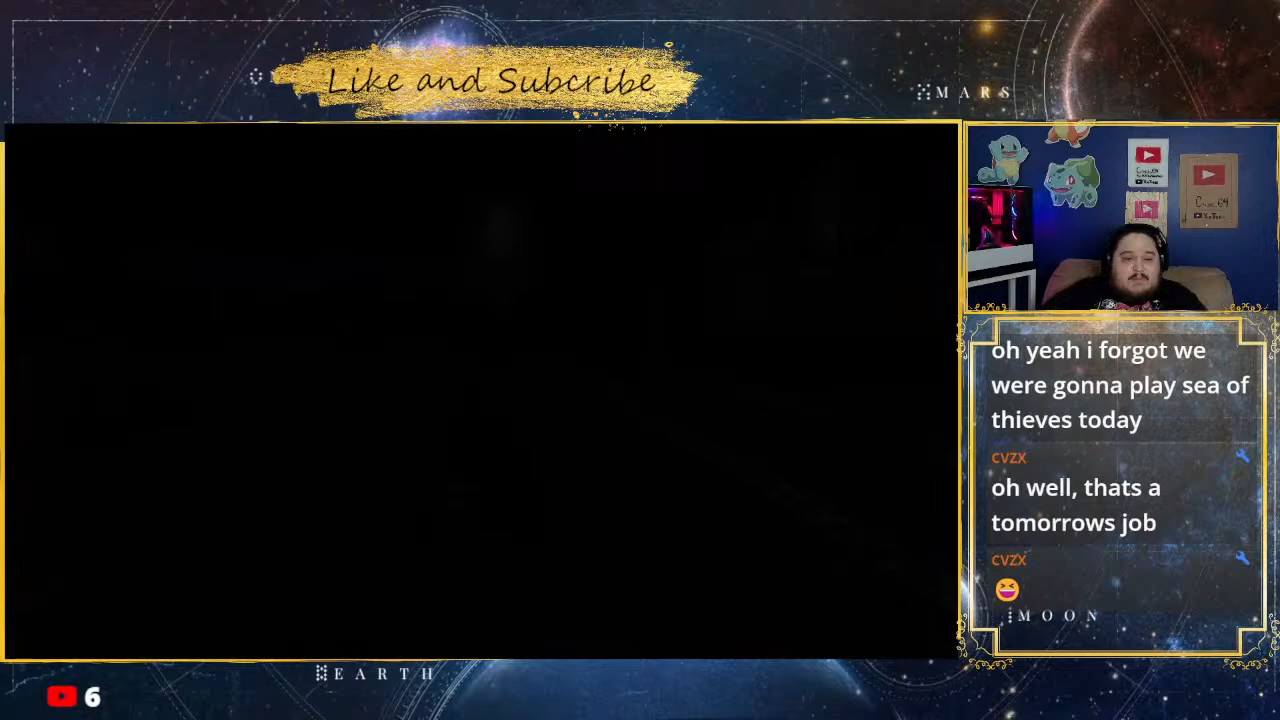 Like and Subcribe
MARS
oh yeah i forgot we
were gonna play sea of
thieves today
CVZX
oh well, thats a
tomorrows job
CVZX
MOON
EARTH
6